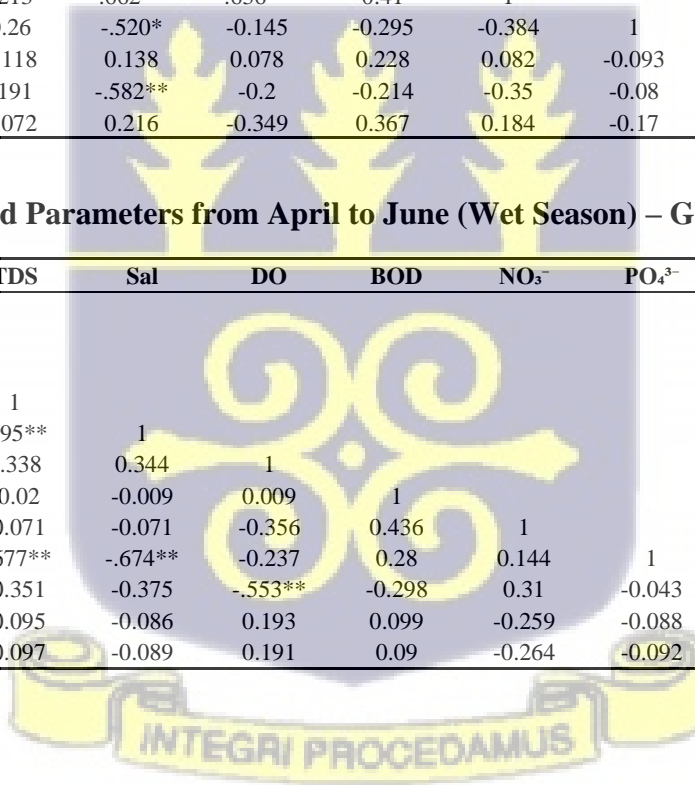 -.520* -0.145 -0.295 -0.384 1
118 0.138 0.078 0.228 0.082 -0.093
191 -.582** -0.2 -0.214 -0.35 -0.08
072 0.216 -0.349 0.367 0.184 -0.17
d Parameters from April to June (Wet Season) – G
TDS Sal DO BOD NO₃⁻ PO₄³⁻
1
95** 1
.338 0.344 1
0.02 -0.009 0.009 1
0.071 -0.071 -0.356 0.436 1
577** -.674** -0.237 0.28 0.144 1
0.351 -0.375 -.553** -0.298 0.31 -0.043
0.095 -0.086 0.193 0.099 -0.259 -0.088
0.097 -0.089 0.191 0.09 -0.264 -0.092
INTEGRI PROCEDAMUS